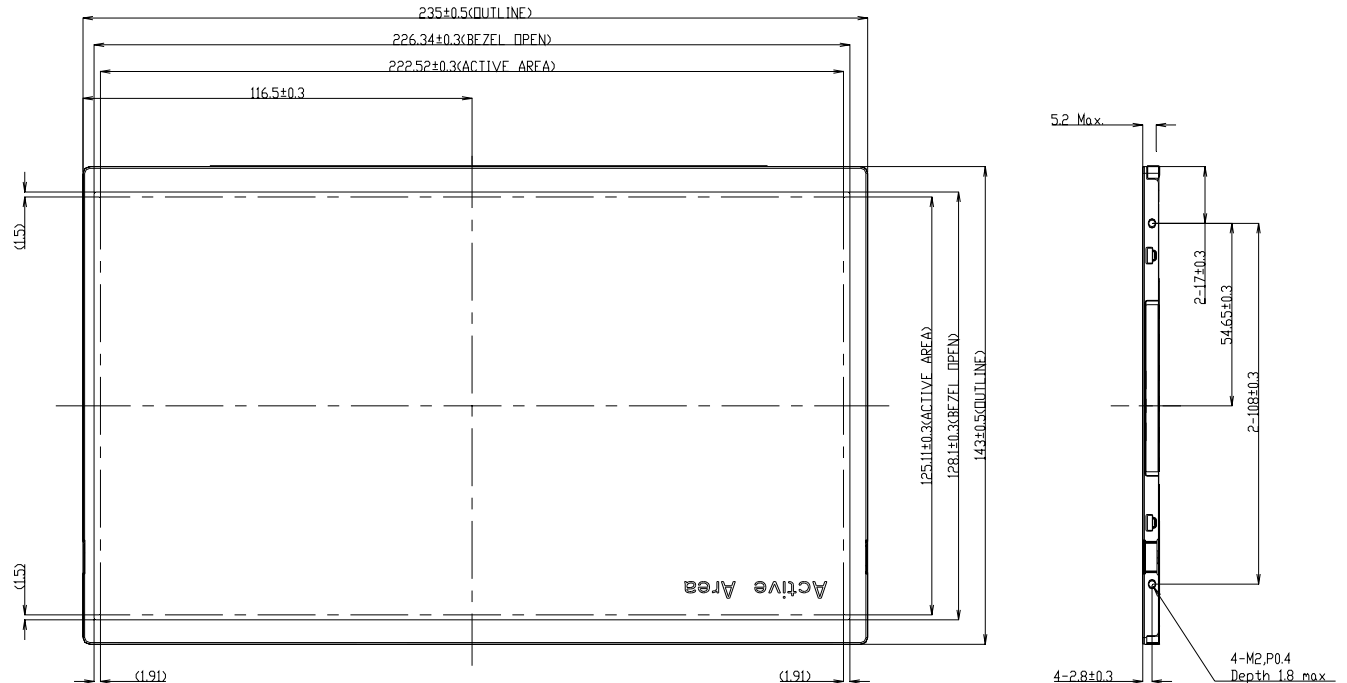 235±0.5(OUTLINE)
226.34±0.3(BEZEL OPEN)
222.52±0.3(ACTIVE AREA)
116.5±0.3
5.2 Max.
(1.5)
2-17±0.3
54.65±0.3
2-108±0.3
125.11±0.3(ACTIVE AREA)
128.1±0.3(BEZEL OPEN)
143±0.5(OUTLINE)
(1.5)
Active Area
(1.91)
(1.91)
4-2.8±0.3
4-M2,P0.4
Depth 1.8 max